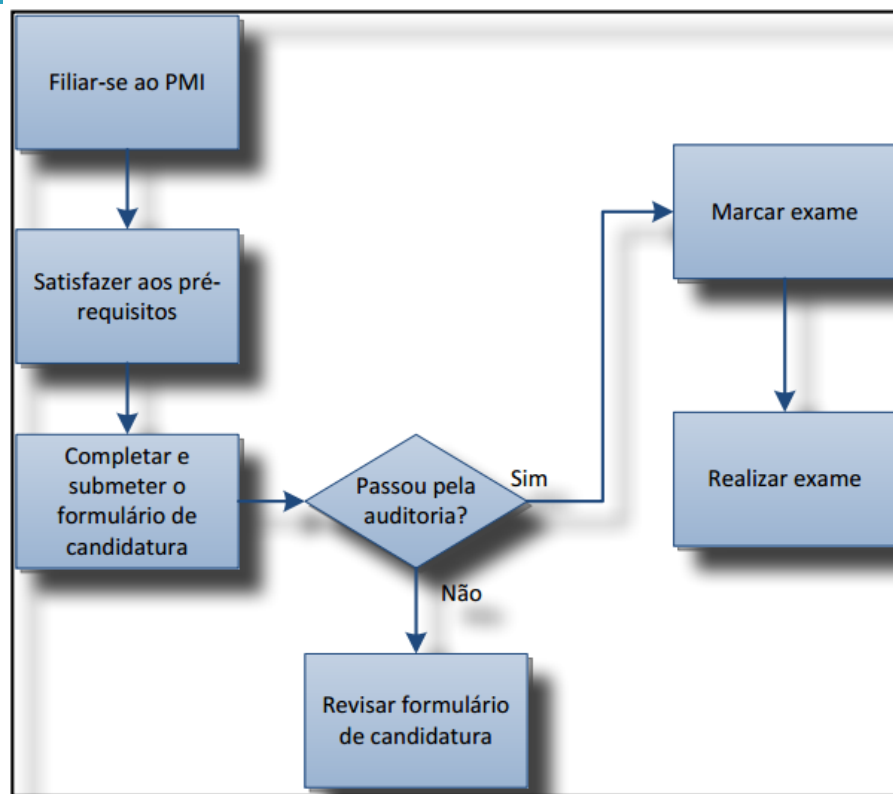 Filiar-se ao PMI
Satisfazer aos pré-
requisitos
Completar e
submeter o
formulário de
candidatura
Passou pela
auditoria?
Sim
Não
Revisar formulário
de candidatura
Marcar exame
Realizar exame